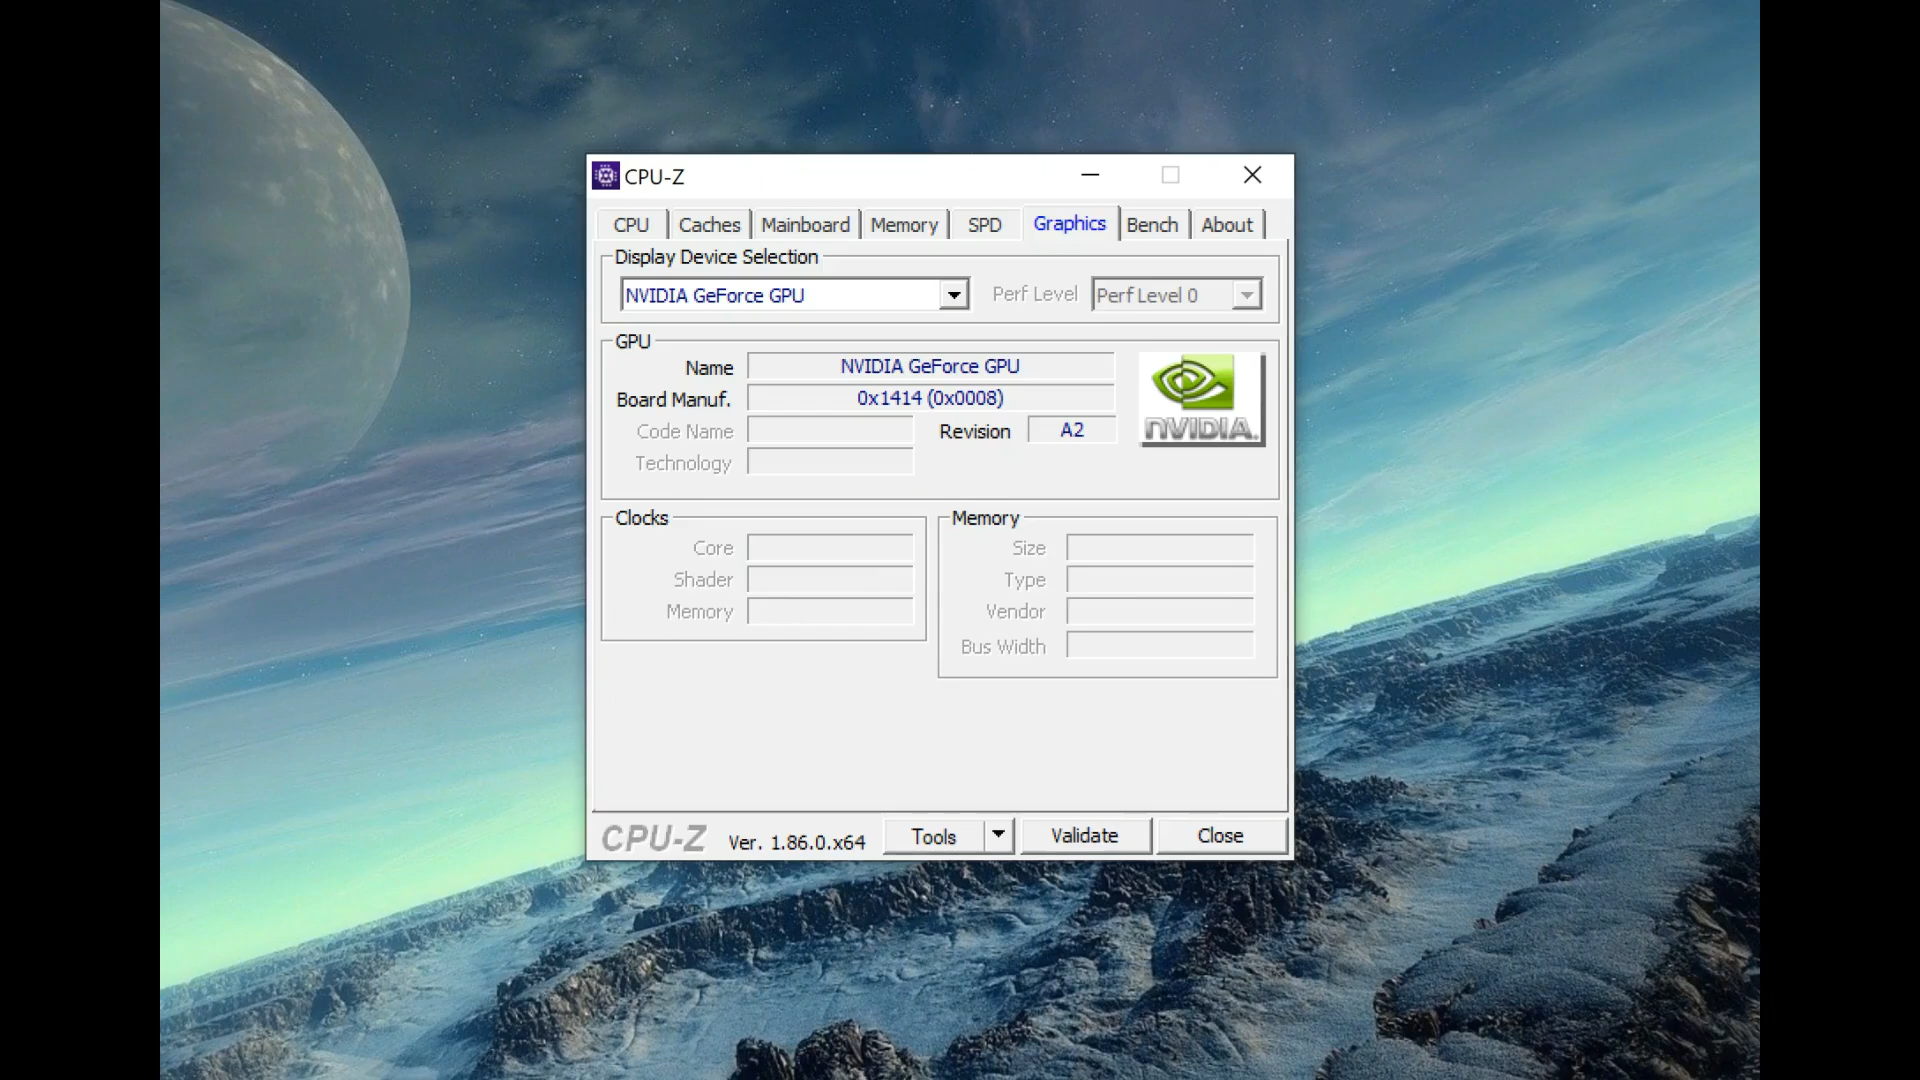 CPU-Z
CPU Caches Mainboard Memory SPD Graphics Bench About
Display Device Selection
NVIDIA GeForce GPU Perf Level Perf Level 0
GPU
Name NVIDIA GeForce GPU
Board Manuf. 0x1414 (0x0008)
Code Name Revision A2
Technology
NVIDIA.
Clocks
Core
Shader
Memory
Memory
Size
Type
Vendor
Bus Width
CPU-Z Ver. 1.86.0.x64 Tools Validate Close